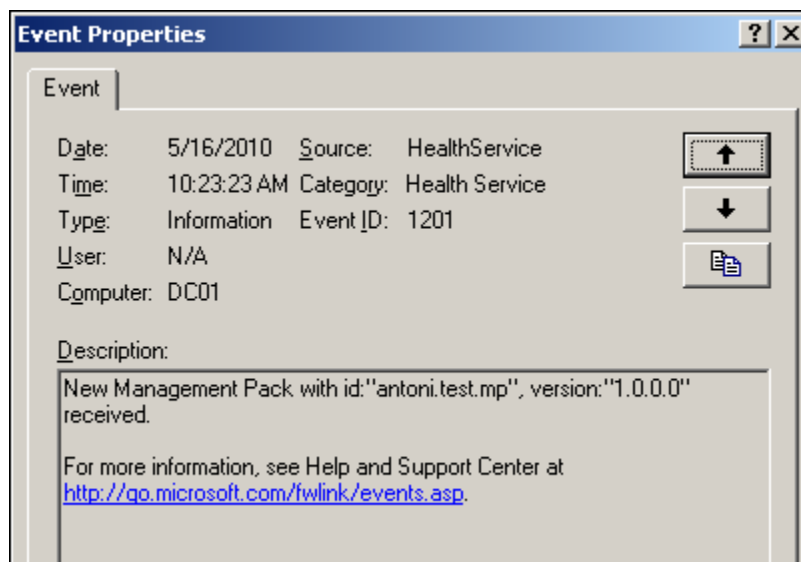 Event Properties
Event
Date: 5/16/2010 Source: HealthService
Time: 10:23:23 AM Category: Health Service
Type: Information Event ID: 1201
User: N/A
Computer: DC01
Description:
New Management Pack with id:"antoni.test.mp", version:"1.0.0.0"
received.
For more information, see Help and Support Center at
http://go.microsoft.com/fwlink/events.asp.